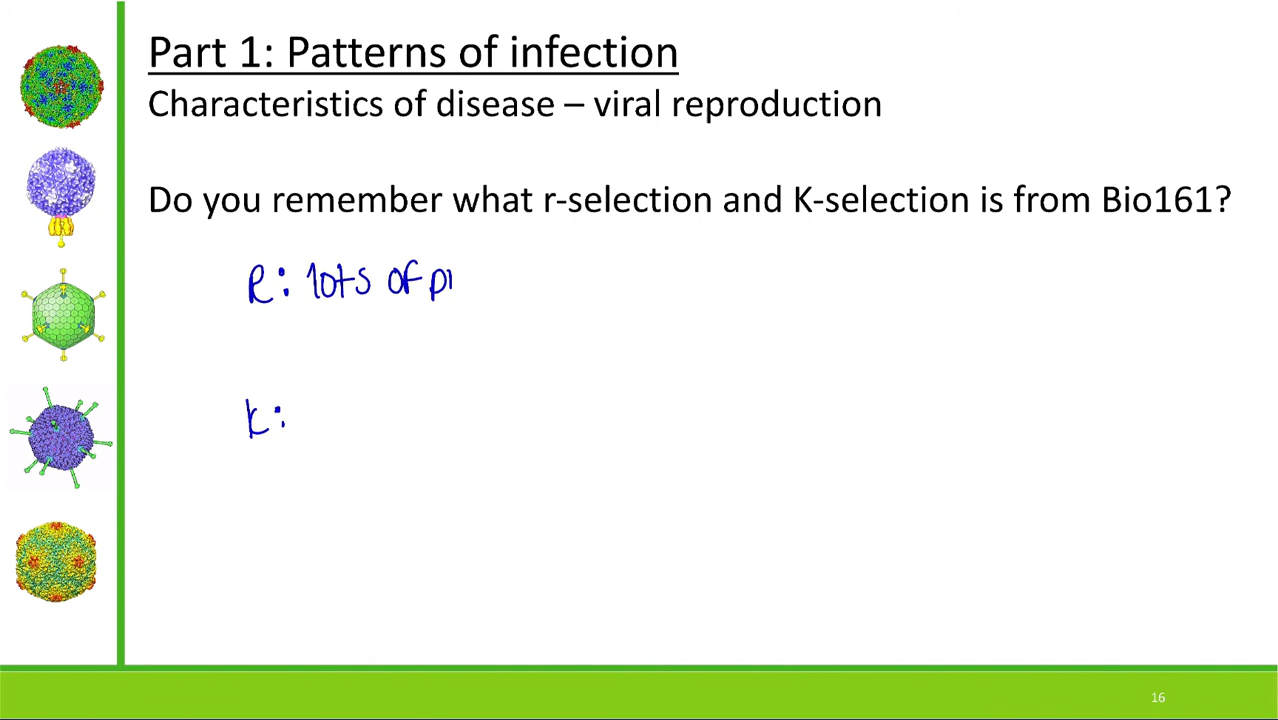 Part 1: Patterns of infection
Characteristics of disease – viral reproduction
Do you remember what r-selection and K-selection is from Bio161?
R: lots of
K:
16